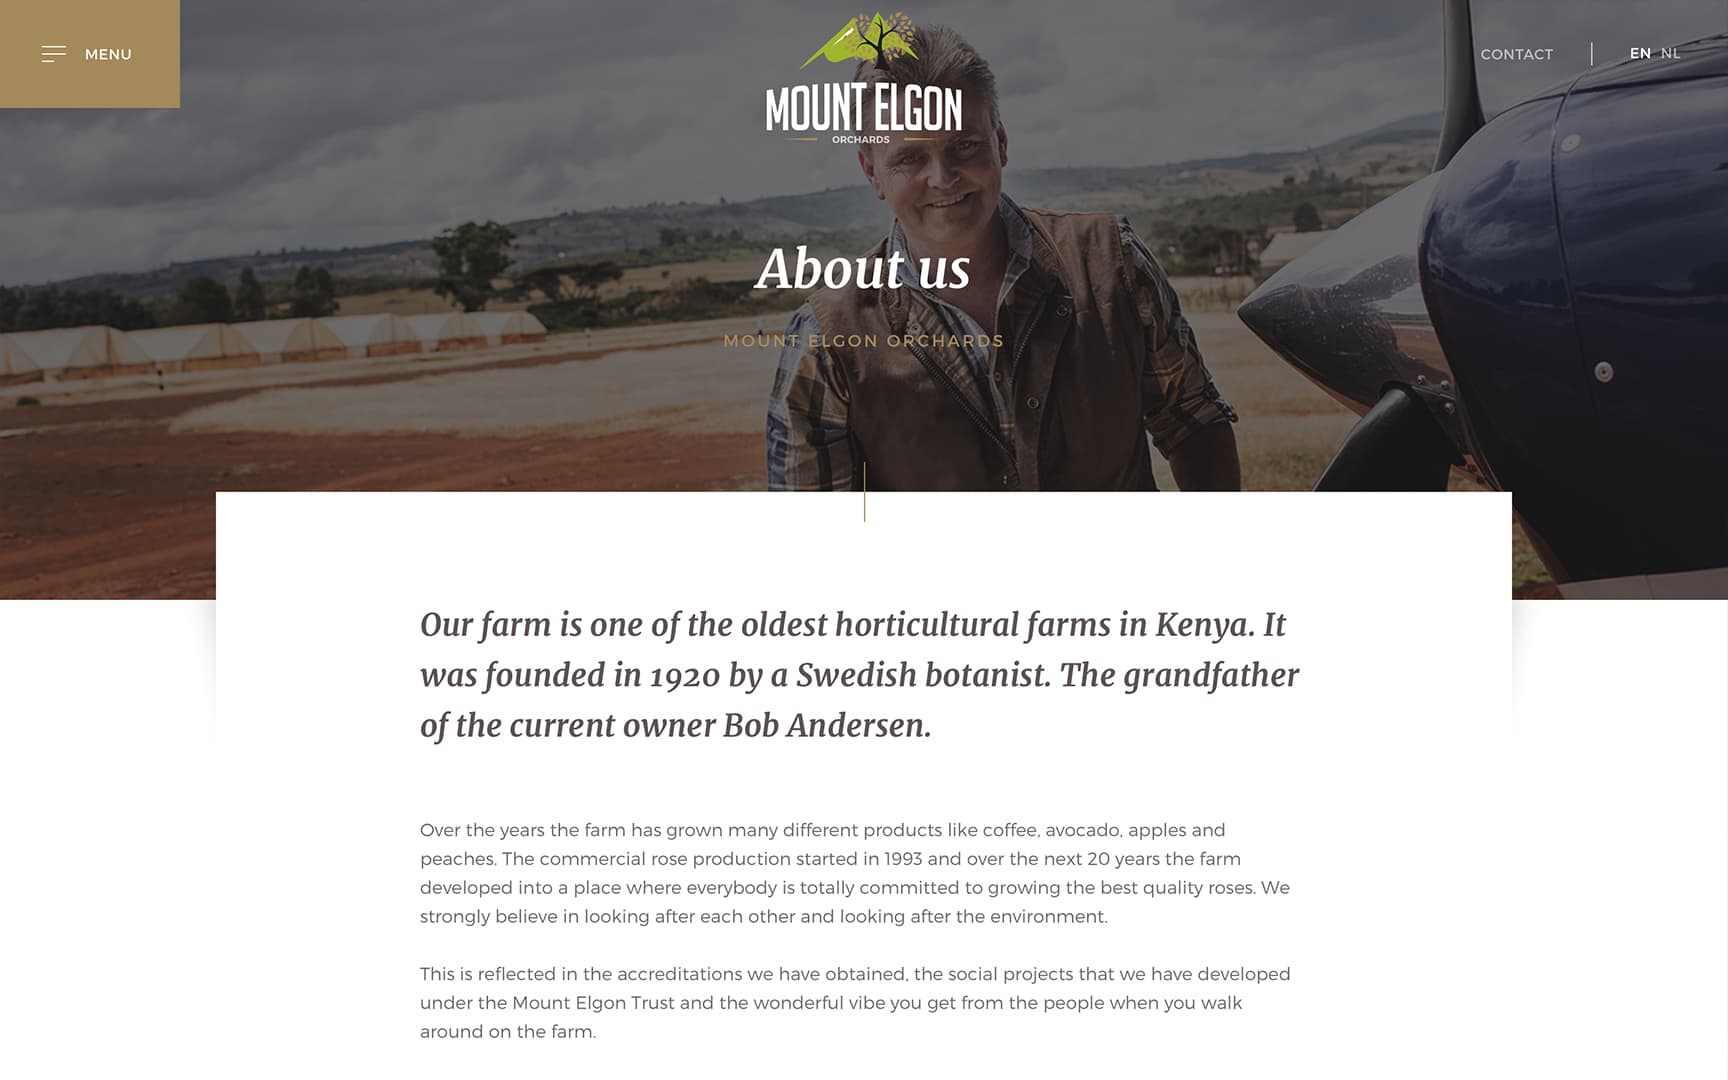 MENU
MOUNT ELGON
ORCHARDS
CONTACT
EN NL
About us
MOUNT ELGON ORCHARDS
Our farm is one of the oldest horticultural farms in Kenya. It
was founded in 1920 by a Swedish botanist. The grandfather
of the current owner Bob Andersen.
Over the years the farm has grown many different products like coffee, avocado, apples and
peaches. The commercial rose production started in 1993 and over the next 20 years the farm
developed into a place where everybody is totally committed to growing the best quality roses. We
strongly believe in looking after each other and looking after the environment.
This is reflected in the accreditations we have obtained, the social projects that we have developed
under the Mount Elgon Trust and the wonderful vibe you get from the people when you walk
around on the farm.